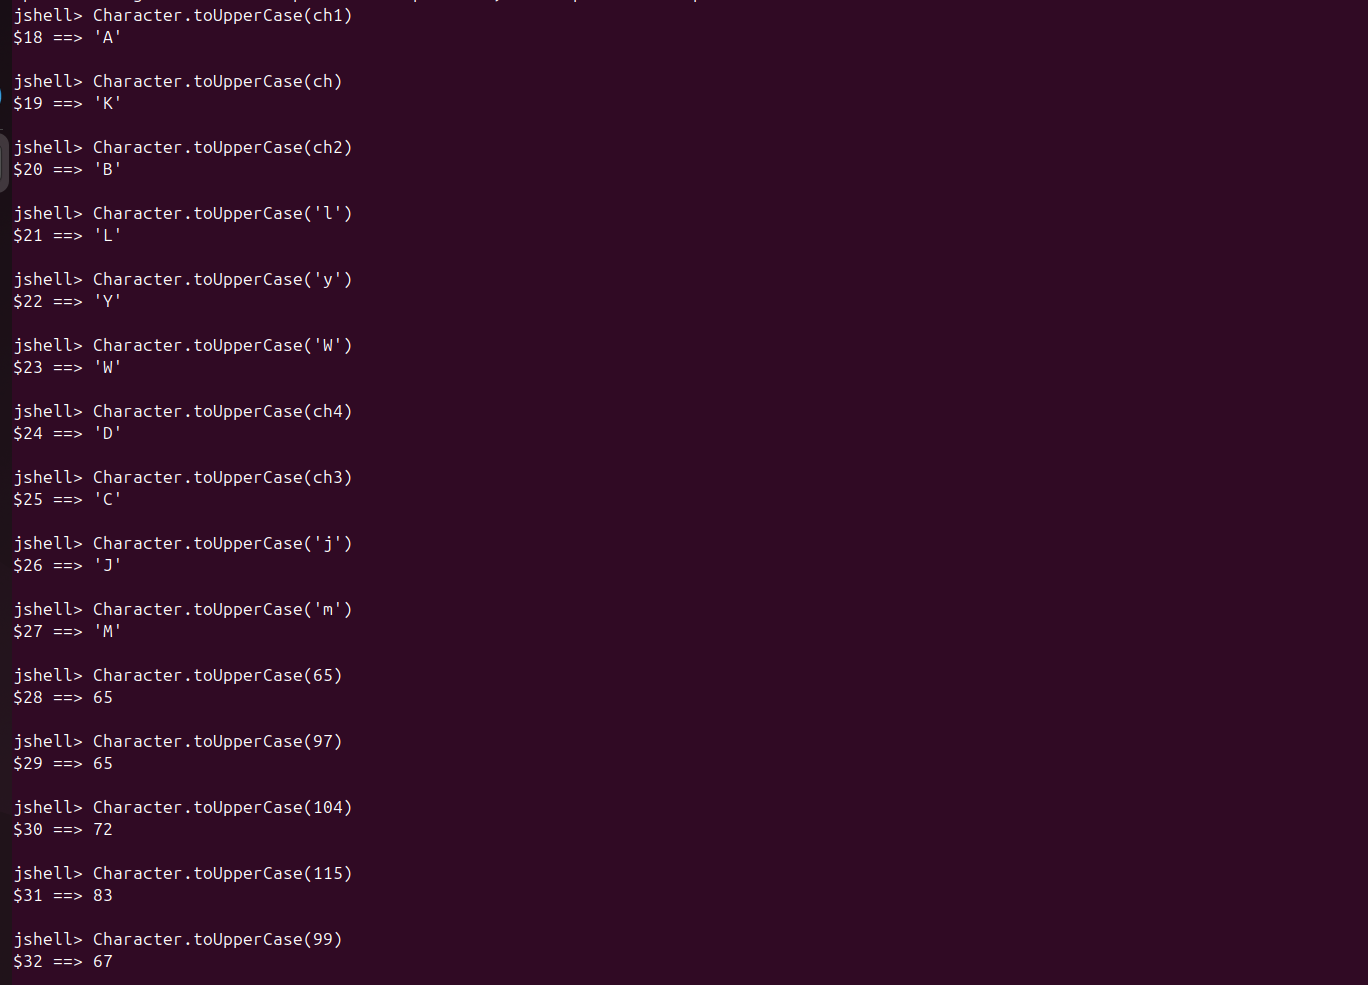 jshell> Character.toUpperCase(ch1)
$18 ==> 'A'
jshell> Character.toUpperCase(ch)
$19 ==> 'K'
jshell> Character.toUpperCase(ch2)
$20 ==> 'B'
jshell> Character.toUpperCase('l')
$21 ==> 'L'
jshell> Character.toUpperCase('y')
$22 ==> 'Y'
jshell> Character.toUpperCase('W')
$23 ==> 'W'
jshell> Character.toUpperCase(ch4)
$24 ==> 'D'
jshell> Character.toUpperCase(ch3)
$25 ==> 'C'
jshell> Character.toUpperCase('j')
$26 ==> 'J'
jshell> Character.toUpperCase('m')
$27 ==> 'M'
jshell> Character.toUpperCase(65)
$28 ==> 65
jshell> Character.toUpperCase(97)
$29 ==> 65
jshell> Character.toUpperCase(104)
$30 ==> 72
jshell> Character.toUpperCase(115)
$31 ==> 83
jshell> Character.toUpperCase(99)
$32 ==> 67